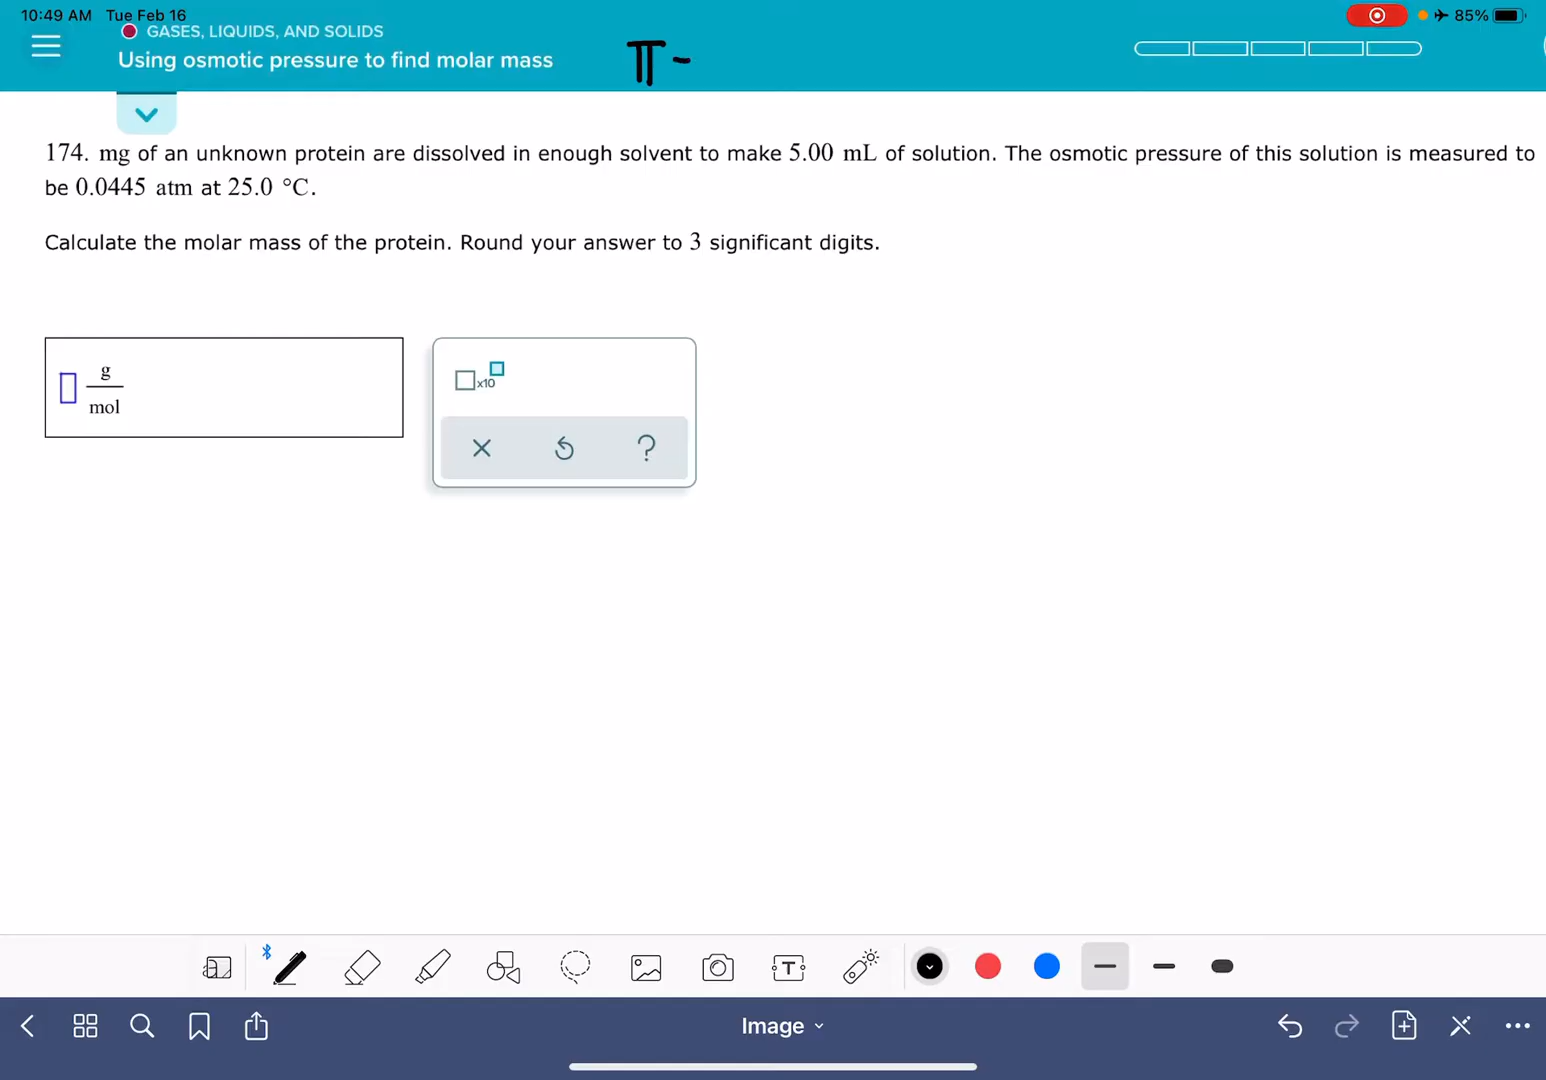 10:49 AM Tue Feb 16
85%
GASES, LIQUIDS, AND SOLIDS
Using osmotic pressure to find molar mass
π -
174. mg of an unknown protein are dissolved in enough solvent to make 5.00 mL of solution. The osmotic pressure of this solution is measured to
be 0.0445 atm at 25.0 °C.
Calculate the molar mass of the protein. Round your answer to 3 significant digits.
g
mol
x10
?
a
T
Image